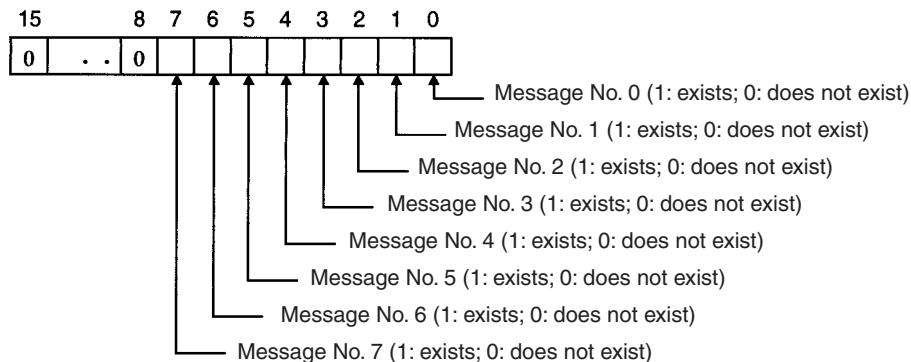 15 8 7 6 5 4 3 2 1 0
0 . . 0
Message No. 0 (1: exists; 0: does not exist)
Message No. 1 (1: exists; 0: does not exist)
Message No. 2 (1: exists; 0: does not exist)
Message No. 3 (1: exists; 0: does not exist)
Message No. 4 (1: exists; 0: does not exist)
Message No. 5 (1: exists; 0: does not exist)
Message No. 6 (1: exists; 0: does not exist)
Message No. 7 (1: exists; 0: does not exist)